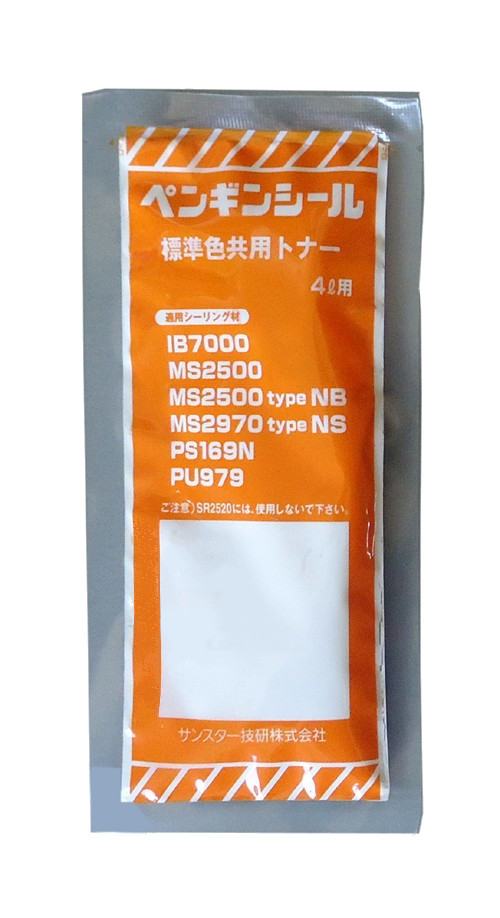 ペンギンシール
標準色共用トナー
4ℓ用
適用シーリング材
IB7000
MS2500
MS2500 type NB
MS2970 type NS
PS169N
PU979
ご注意)SR2520には、使用しないで下さい。
サンスター技研株式会社